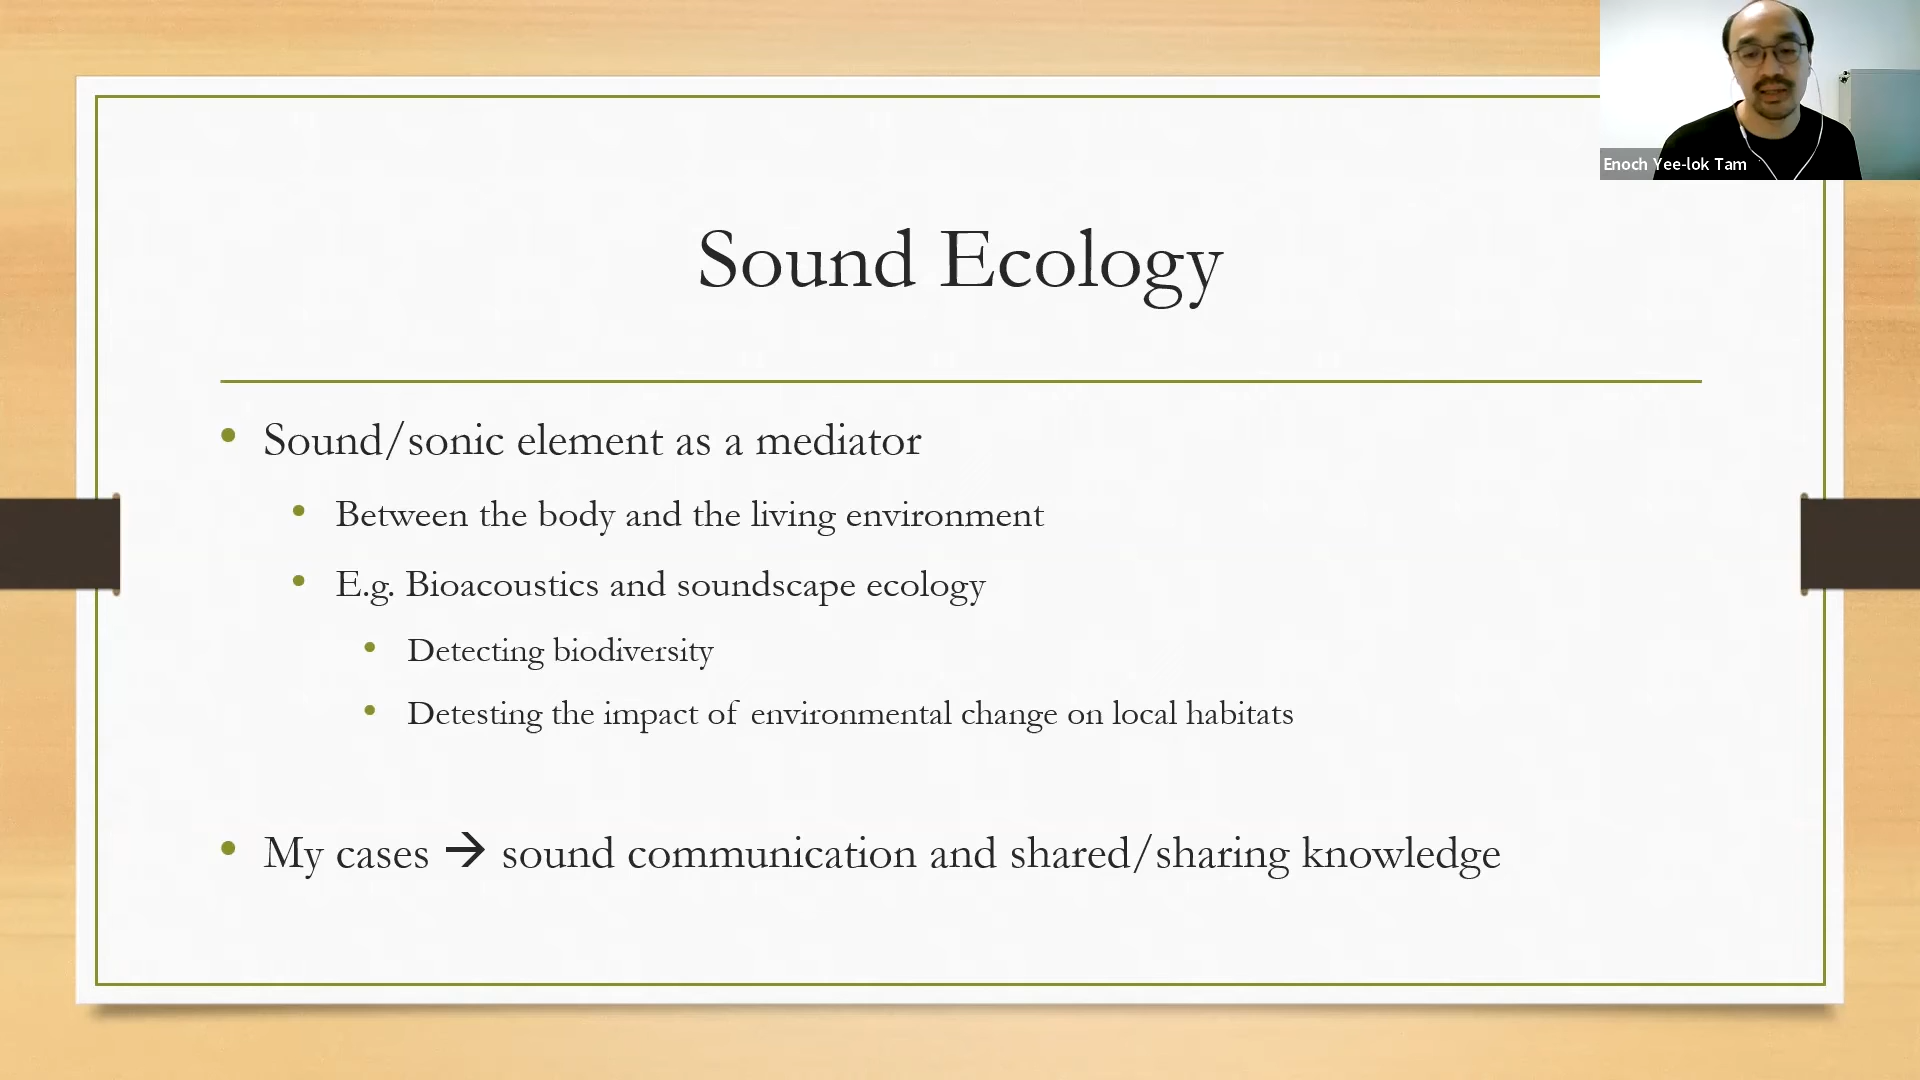 Enoch Yee-lok Tam
Sound Ecology
• Sound/sonic element as a mediator
• Between the body and the living environment
• E.g. Bioacoustics and soundscape ecology
• Detecting biodiversity
• Detesting the impact of environmental change on local habitats
• My cases → sound communication and shared/sharing knowledge